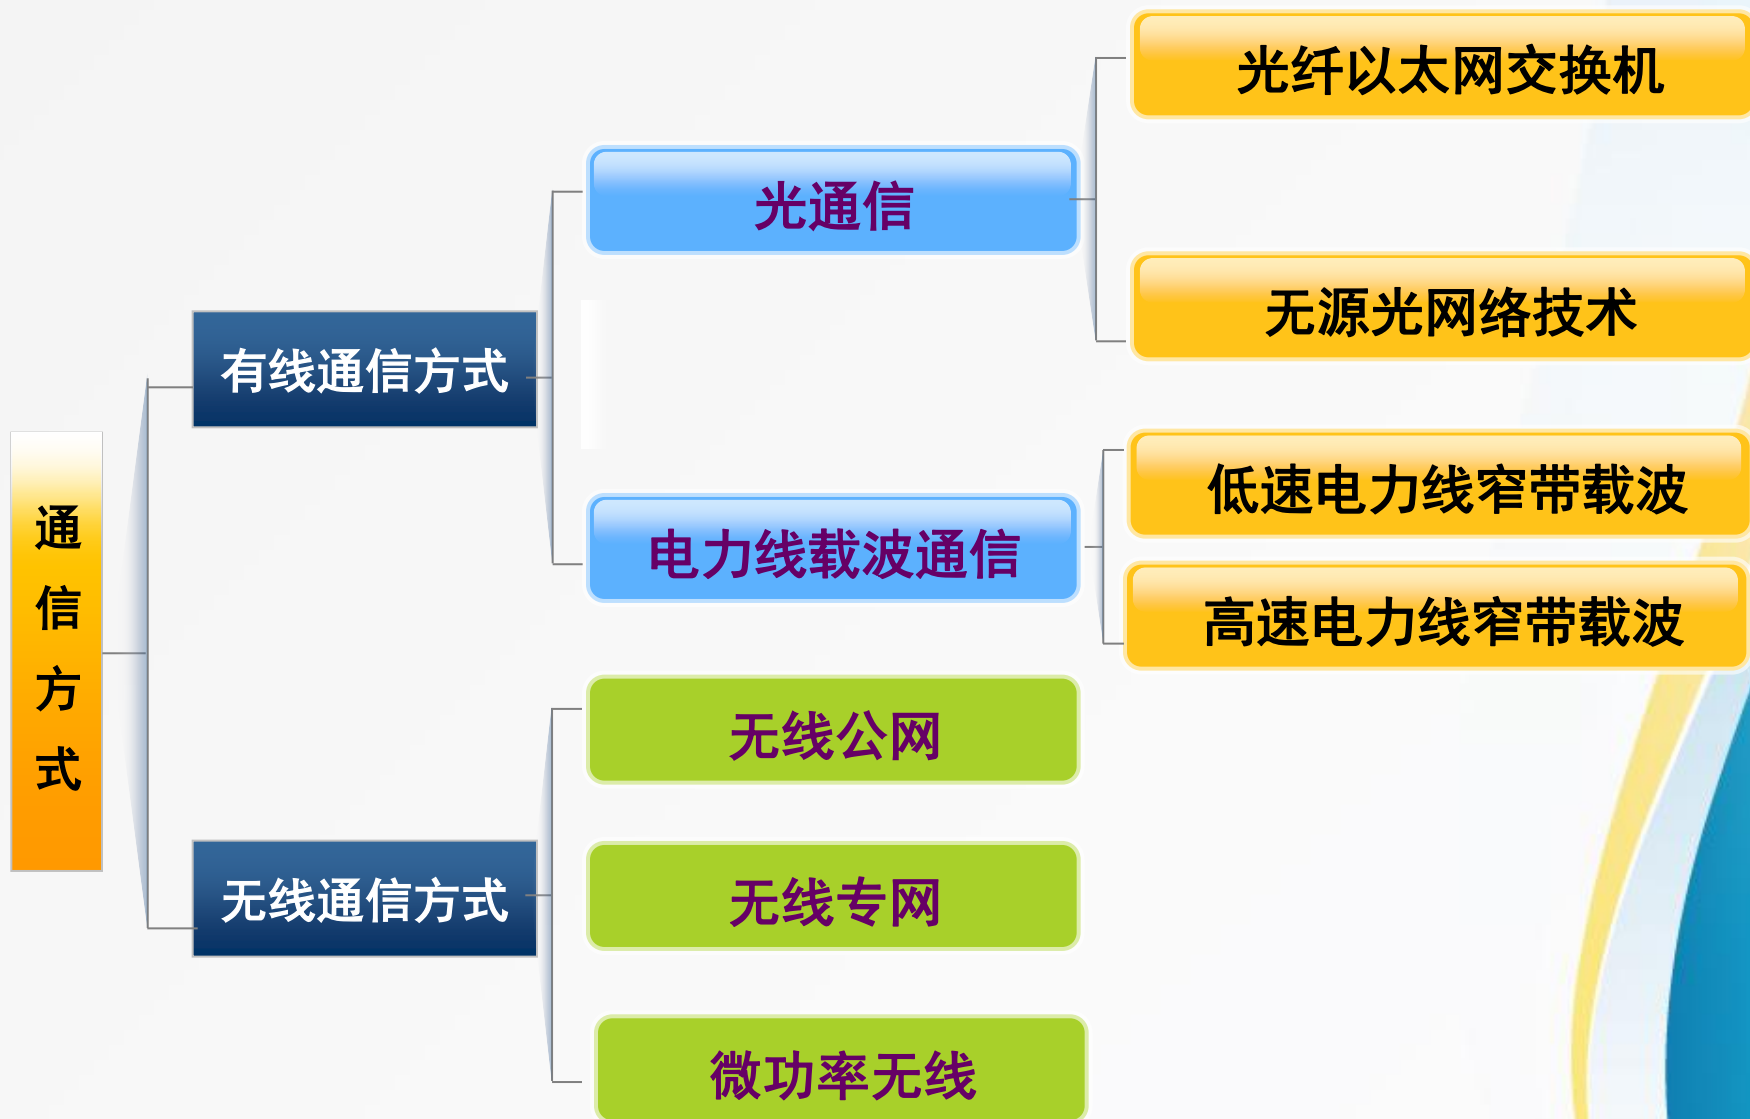 通信方式
有线通信方式
光通信
光纤以太网交换机
无源光网络技术
电力线载波通信
低速电力线窄带载波
高速电力线窄带载波
无线通信方式
无线公网
无线专网
微功率无线